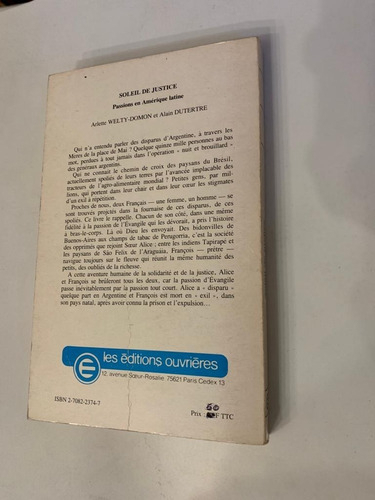 SOLEIL DE JUSTICE
Passions en Amérique latine
Arlette WELTY-DOMON et Alain DUTERTRE
Qui n'a entendu parler des disparus d'Argentine, à travers les
Mères de la place de Mai ? Quelque quinze mille personnes au bas
mot, perdues à tout jamais dans l'opération « nuit et brouillard »
des généraux argentins.
Qui ne connaît le chemin de croix des paysans du Brésil,
actuellement spoliés de leurs terres par l'avancée implacable des
tracteurs de l'agro-alimentaire mondial ? Petites gens, par mil-
lions, qui portent dans leur chair et dans leur cœur les stigmates
d'un exil à répétition.
Proches de nous, deux Français — une femme, un homme — se
sont trouvés projetés dans la fournaise de ces disparus, de ces
spoliés. Ce livre le rappelle. Chacun de son côté, dans une même
fidélité à la passion de l'Évangile qui les dévorait, a pris l'histoire
à bras-le-corps. Là où Dieu les envoyait. Des bidonvilles de
Buenos-Aires aux champs de tabac de Perugorria, c'est la société
des opprimés que rejoint Sœur Alice ; entre les indiens Tapirapé et
les paysans de São Felix de l'Araguaia, François — prêtre —
navigue toujours sur le fleuve qui réunit la même humanité des
petits, des oubliés de la richesse.
A cette aventure humaine de la solidarité et de la justice, Alice
et François se brûleront tous les deux, car la passion d'Évangile
passe inévitablement par la passion tout court. Alice a « disparu »
quelque part en Argentine et François est mort en « exil », dans
son pays natal, après avoir connu la prison et l'expulsion...
les éditions ouvrières
12, avenue Sœur-Rosalie 75621 Paris Cedex 13
ISBN 2-7082-2374-7
Prix F TTC